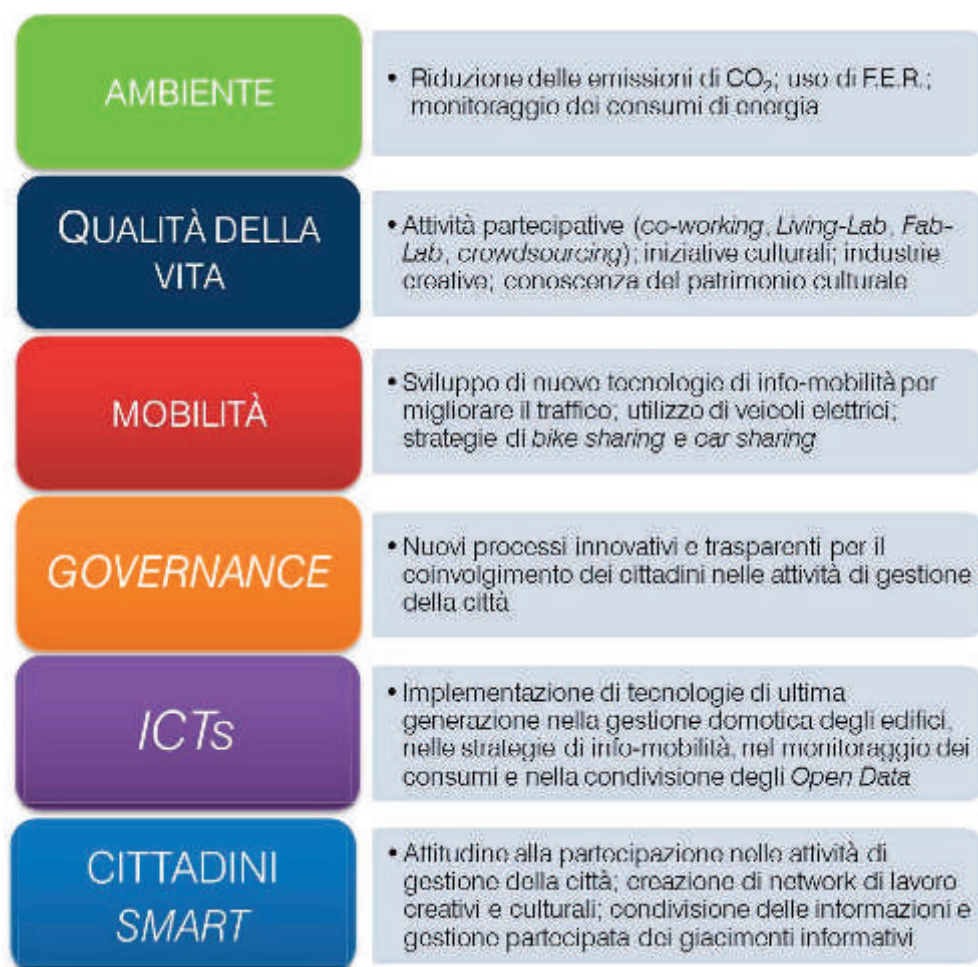 AMBIENTE
• Riduzione delle emissioni di CO₂; uso di F.E.R.;
monitoraggio dei consumi di energia
QUALITÀ DELLA
VITA
• Attività partecipative (co-working, Living-Lab, Fab-
Lab, crowdsourcing); iniziative culturali; industrie
creative; conoscenza del patrimonio culturale
MOBILITÀ
• Sviluppo di nuove tecnologie di info-mobilità per
migliorare il traffico; utilizzo di veicoli elettrici;
strategie di bike sharing e car sharing
GOVERNANCE
• Nuovi processi innovativi e trasparenti per il
coinvolgimento dei cittadini nelle attività di gestione
della città
ICTs
• Implementazione di tecnologie di ultima
generazione nella gestione domotica degli edifici,
nelle strategie di info-mobilità, nel monitoraggio dei
consumi e nella condivisione degli Open Data
CITTADINI
SMART
• Attitudine alla partecipazione nelle attività di
gestione della città; creazione di network di lavoro
creativi e culturali; condivisione delle informazioni e
gestione partecipata dei giacimenti informativi